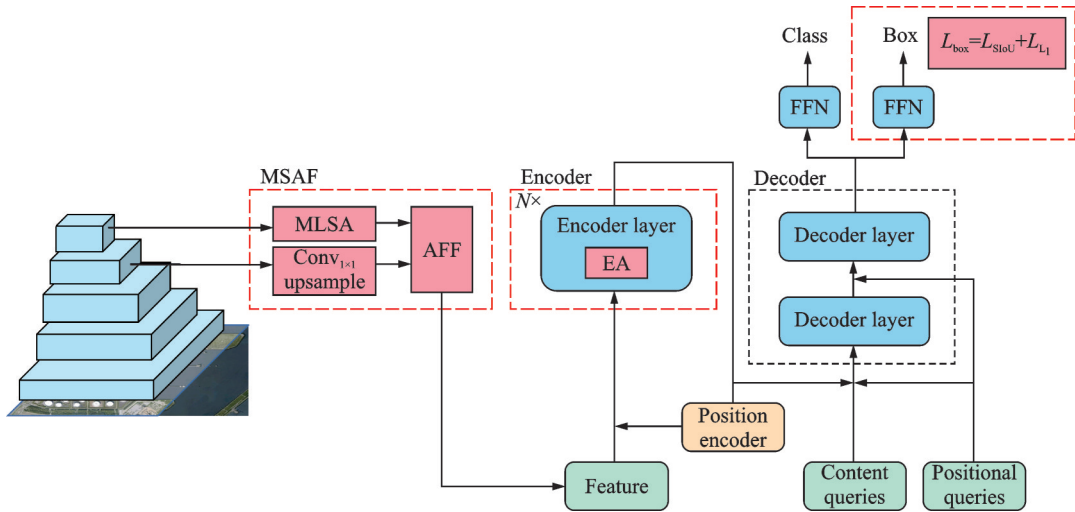 Class
Box
L_box=L_SIoU+L_L1
FFN
FFN
MSAF
Encoder
Decoder
N×
MLSA
AFF
Conv1×1
upsample
Encoder layer
EA
Decoder layer
Decoder layer
Position
encoder
Feature
Content
queries
Positional
queries